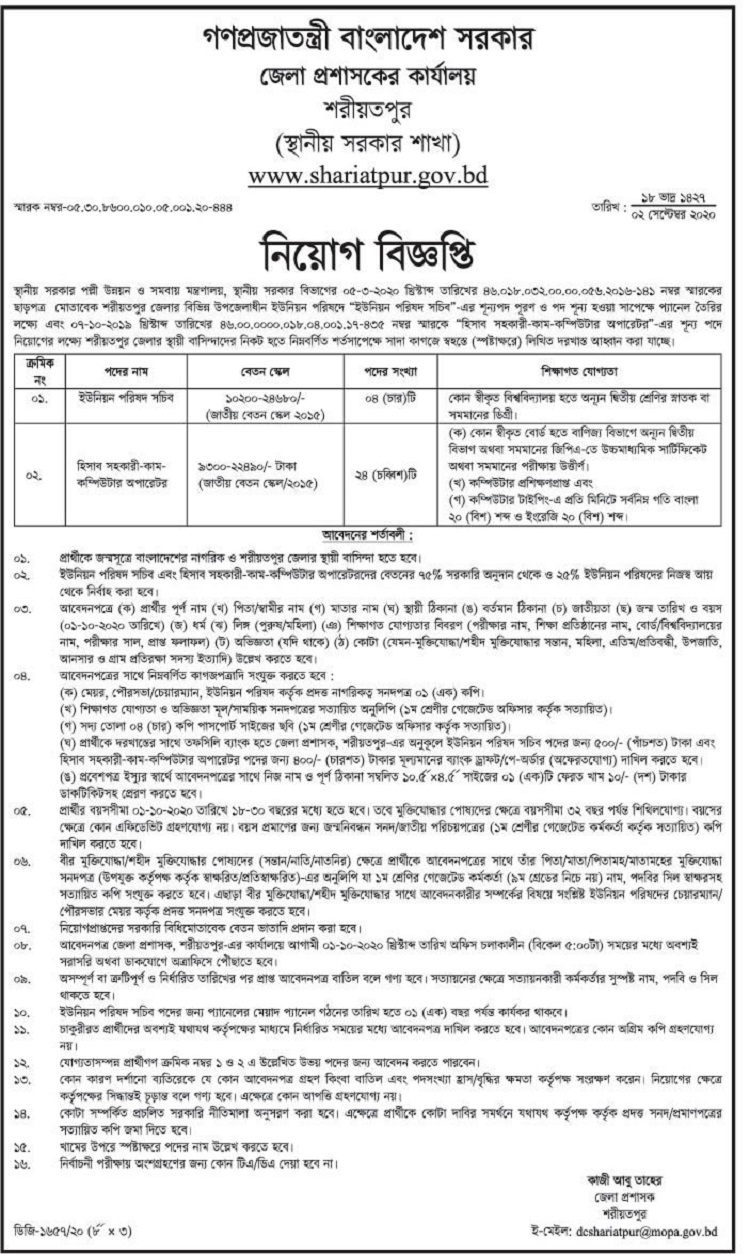 গণপ্রজাতন্ত্রী বাংলাদেশ সরকার
জেলা প্রশাসকের কার্যালয়
শরীয়তপুর
(স্থানীয় সরকার শাখা)
www.shariatpur.gov.bd
স্মারক নম্বর-০৫.৩০.৮৬০০.০১০.০৫.০০১.২০-৪৪৪
তারিখ : ১৮ ভাদ্র ১৪২৭
০২ সেপ্টেম্বর ২০২০
নিয়োগ বিজ্ঞপ্তি
স্থানীয় সরকার পল্লী উন্নয়ন ও সমবায় মন্ত্রণালয়, স্থানীয় সরকার বিভাগের ০৫-৩-২০২০ খ্রিষ্টাব্দ তারিখের ৪৬.০১৮.০৩২.০০.০০.০৫৬.২০১৬-১৪১ নম্বর স্মারকের
ছাড়পত্র মোতাবেক শরীয়তপুর জেলার বিভিন্ন উপজেলাধীন ইউনিয়ন পরিষদে "ইউনিয়ন পরিষদ সচিব"-এর শূন্যপদ পূরণ ও পদ শূন্য হওয়া সাপেক্ষে প্যানেল তৈরির
লক্ষ্যে এবং ০৭-১০-২০১৯ খ্রিষ্টাব্দ তারিখের ৪৬.০০.০০০০.০১৮.০৪.০০১.১৭-৪৩৫ নম্বর স্মারকে "হিসাব সহকারী-কাম-কম্পিউটার অপারেটর"-এর শূন্য পদে
নিয়োগের লক্ষ্যে শরীয়তপুর জেলার স্থায়ী বাসিন্দাদের নিকট হতে নিম্নবর্ণিত শর্তসাপেক্ষে সাদা কাগজে স্বহস্তে (স্পষ্টাক্ষরে) লিখিত দরখাস্ত আহ্বান করা যাচ্ছে।
ক্রমিক নং | পদের নাম | বেতন স্কেল | পদের সংখ্যা | শিক্ষাগত যোগ্যতা
০১. | ইউনিয়ন পরিষদ সচিব | ১০২০০-২৪৬৮০/- (জাতীয় বেতন স্কেল ২০১৫) | ০৪ (চার)টি | কোন স্বীকৃত বিশ্ববিদ্যালয় হতে অন্যূন দ্বিতীয় শ্রেণির স্নাতক বা
সমমানের ডিগ্রী।
০২. | হিসাব সহকারী-কাম-কম্পিউটার অপারেটর | ৯৩০০-২২৪৯০/- টাকা (জাতীয় বেতন স্কেল/২০১৫) | ২৪ (চব্বিশ)টি | (ক) কোন স্বীকৃত বোর্ড হতে বাণিজ্য বিভাগে অন্যূন দ্বিতীয়
বিভাগ অথবা সমমানের জিপিএ-তে উচ্চমাধ্যমিক সার্টিফিকেট
অথবা সমমানের পরীক্ষায় উত্তীর্ণ।
(খ) কম্পিউটার প্রশিক্ষণপ্রাপ্ত এবং
(গ) কম্পিউটার টাইপিং-এ প্রতি মিনিটে সর্বনিম্ন গতি বাংলা
২০ (বিশ) শব্দ ও ইংরেজি ২০ (বিশ) শব্দ।
আবেদনের শর্তাবলী :
০১. প্রার্থীকে জন্মসূত্রে বাংলাদেশের নাগরিক ও শরীয়তপুর জেলার স্থায়ী বাসিন্দা হতে হবে।
০২. ইউনিয়ন পরিষদ সচিব এবং হিসাব সহকারী-কাম-কম্পিউটার অপারেটরদের বেতনের ৭৫% সরকারি অনুদান থেকে ও ২৫% ইউনিয়ন পরিষদের নিজস্ব আয়
থেকে নির্বাহ করা হবে।
০৩. আবেদনপত্রে (ক) প্রার্থীর পূর্ণ নাম (খ) পিতা/স্বামীর নাম (গ) মাতার নাম (ঘ) স্থায়ী ঠিকানা (ঙ) বর্তমান ঠিকানা (চ) জাতীয়তা (ছ) জন্ম তারিখ ও বয়স
(০১-১০-২০২০ তারিখে) (জ) ধর্ম (ঝ) লিঙ্গ (পুরুষ/মহিলা) (ঞ) শিক্ষাগত যোগ্যতার বিবরণ (পরীক্ষার নাম, শিক্ষা প্রতিষ্ঠানের নাম, বোর্ড/বিশ্ববিদ্যালয়ের
নাম, পরীক্ষার সাল, প্রাপ্ত ফলাফল) (ট) অভিজ্ঞতা (যদি থাকে) (ঠ) কোটা (যেমন-মুক্তিযোদ্ধা/শহীদ মুক্তিযোদ্ধার সন্তান, মহিলা, এতিম/প্রতিবন্ধী, উপজাতি,
আনসার ও গ্রাম প্রতিরক্ষা সদস্য ইত্যাদি) উল্লেখ করতে হবে।
০৪. আবেদনপত্রের সাথে নিম্নবর্ণিত কাগজপত্রাদি সংযুক্ত করতে হবে :
(ক) মেয়র, পৌরসভা/চেয়ারম্যান, ইউনিয়ন পরিষদ কর্তৃক প্রদত্ত নাগরিকত্ব সনদপত্র ০১ (এক) কপি।
(খ) শিক্ষাগত যোগ্যতা ও অভিজ্ঞতা মূল/সাময়িক সনদপত্রের সত্যায়িত অনুলিপি (১ম শ্রেণীর গেজেটেড অফিসার কর্তৃক সত্যায়িত)।
(গ) সদ্য তোলা ০৪ (চার) কপি পাসপোর্ট সাইজের ছবি (১ম শ্রেণীর গেজেটেড অফিসার কর্তৃক সত্যায়িত)।
(ঘ) প্রার্থীকে দরখাস্তের সাথে তফসিলি ব্যাংক হতে জেলা প্রশাসক, শরীয়তপুর-এর অনুকূলে ইউনিয়ন পরিষদ সচিব পদের জন্য ৫০০/- (পাঁচশত) টাকা এবং
হিসাব সহকারী-কাম-কম্পিউটার অপারেটর পদের জন্য ৪০০/- (চারশত) টাকার মূল্যমানের ব্যাংক ড্রাফট/পে-অর্ডার (অফেরতযোগ্য) দাখিল করতে হবে।
(ঙ) প্রবেশপত্র ইস্যুর স্বার্থে আবেদনপত্রের সাথে নিজ নাম ও পূর্ণ ঠিকানা সম্বলিত ১০.৫"×৪.৫" সাইজের ০১ (এক)টি ফেরত খাম ১০/- (দশ) টাকার
ডাকটিকিটসহ প্রেরণ করতে হবে।
০৫. প্রার্থীর বয়সসীমা ০১-১০-২০২০ তারিখে ১৮-৩০ বছরের মধ্যে হতে হবে। তবে মুক্তিযোদ্ধার পোষ্যদের ক্ষেত্রে বয়সসীমা ৩২ বছর পর্যন্ত শিথিলযোগ্য। বয়সের
ক্ষেত্রে কোন এফিডেভিট গ্রহণযোগ্য নয়। বয়স প্রমাণের জন্য জন্মনিবন্ধন সনদ/জাতীয় পরিচয়পত্রের (১ম শ্রেণীর গেজেটেড কর্মকর্তা কর্তৃক সত্যায়িত) কপি
দাখিল করতে হবে।
০৬. বীর মুক্তিযোদ্ধা/শহীদ মুক্তিযোদ্ধার পোষ্যদের (সন্তান/নাতি/নাতনির) ক্ষেত্রে প্রার্থীকে আবেদনপত্রের সাথে তাঁর পিতা/মাতা/পিতামহ/মাতামহের মুক্তিযোদ্ধা
সনদপত্র (উপযুক্ত কর্তৃপক্ষ কর্তৃক স্বাক্ষরিত/প্রতিস্বাক্ষরিত)-এর অনুলিপি যা ১ম শ্রেণির গেজেটেড কর্মকর্তা (৯ম গ্রেডের নিচে নয়) নাম, পদবির সিল স্বাক্ষরসহ
সত্যায়িত কপি সংযুক্ত করতে হবে। এছাড়া বীর মুক্তিযোদ্ধা/শহীদ মুক্তিযোদ্ধার সাথে আবেদনকারীর সম্পর্কের বিষয়ে সংশ্লিষ্ট ইউনিয়ন পরিষদের চেয়ারম্যান/
পৌরসভার মেয়র কর্তৃক প্রদত্ত সনদপত্র সংযুক্ত করতে হবে।
০৭. নিয়োগপ্রাপ্তদের সরকারি বিধিমোতাবেক বেতন ভাতাদি প্রদান করা হবে।
০৮. আবেদনপত্র জেলা প্রশাসক, শরীয়তপুর-এর কার্যালয়ে আগামী ০১-১০-২০২০ খ্রিষ্টাব্দ তারিখ অফিস চলাকালীন (বিকেল ৫:০০টা) সময়ের মধ্যে অবশ্যই
সরাসরি অথবা ডাকযোগে অত্রাফিসে পৌঁছাতে হবে।
০৯. অসম্পূর্ণ বা ত্রুটিপূর্ণ ও নির্ধারিত তারিখের পর প্রাপ্ত আবেদনপত্র বাতিল বলে গণ্য হবে। সত্যায়নের ক্ষেত্রে সত্যায়নকারী কর্মকর্তার সুস্পষ্ট নাম, পদবি ও সিল
থাকতে হবে।
১০. ইউনিয়ন পরিষদ সচিব পদের জন্য প্যানেলের মেয়াদ প্যানেল গঠনের তারিখ হতে ০১ (এক) বছর পর্যন্ত কার্যকর থাকবে।
১১. চাকুরীরত প্রার্থীদের অবশ্যই যথাযথ কর্তৃপক্ষের মাধ্যমে নির্ধারিত সময়ের মধ্যে আবেদনপত্র দাখিল করতে হবে। আবেদনপত্রের কোন অগ্রিম কপি গ্রহণযোগ্য
নয়।
১২. যোগ্যতাসম্পন্ন প্রার্থীগণ ক্রমিক নম্বর ১ ও ২ এ উল্লেখিত উভয় পদের জন্য আবেদন করতে পারবেন।
১৩. কোন কারণ দর্শানো ব্যতিরেকে যে কোন আবেদনপত্র গ্রহণ কিংবা বাতিল এবং পদসংখ্যা হ্রাস/বৃদ্ধির ক্ষমতা কর্তৃপক্ষ সংরক্ষণ করেন। নিয়োগের ক্ষেত্রে
কর্তৃপক্ষের সিদ্ধান্তই চূড়ান্ত বলে গণ্য হবে। এক্ষেত্রে কোন আপত্তি গ্রহণযোগ্য নয়।
১৪. কোটা সম্পর্কিত প্রচলিত সরকারি নীতিমালা অনুসরণ করা হবে। এক্ষেত্রে প্রার্থীকে কোটা দাবির সমর্থনে যথাযথ কর্তৃপক্ষ কর্তৃক প্রদত্ত সনদ/প্রমাণপত্রের
সত্যায়িত কপি জমা দিতে হবে।
১৫. খামের উপরে স্পষ্টাক্ষরে পদের নাম উল্লেখ করতে হবে।
১৬. নির্বাচনী পরীক্ষায় অংশগ্রহণের জন্য কোন টিএ/ডিএ দেয়া হবে না।
কাজী আবু তাহের
জেলা প্রশাসক
শরীয়তপুর
ডিজি-১৬৫৭/২০ (৮" × ৩)
ই-মেইল: dcshariatpur@mopa.gov.bd